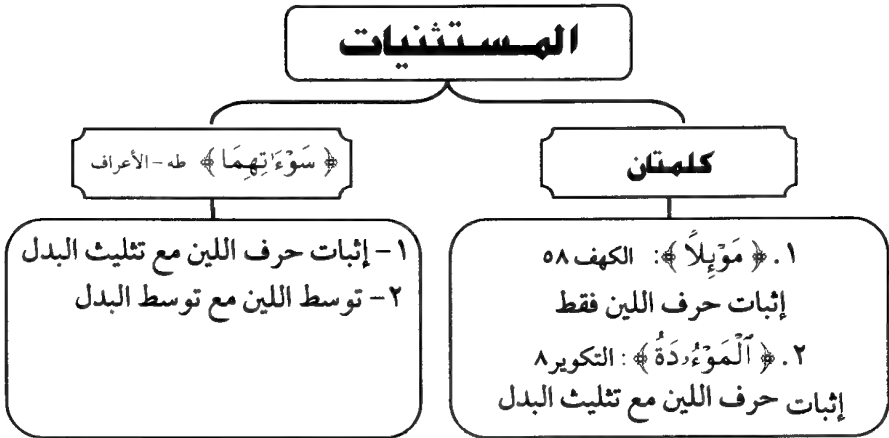 المستثنيات
كلمتان
١. ﴿ مَوْئِلًا ﴾: الكهف ٥٨
إثبات حرف اللين فقط
٢. ﴿ ٱلْمَوْءُۥدَةُ ﴾: التكوير ٨
إثبات حرف اللين مع تثليث البدل
﴿ سَوْءَٰتِهِمَا ﴾ طه - الأعراف
١- إثبات حرف اللين مع تثليث البدل
٢- توسط اللين مع توسط البدل